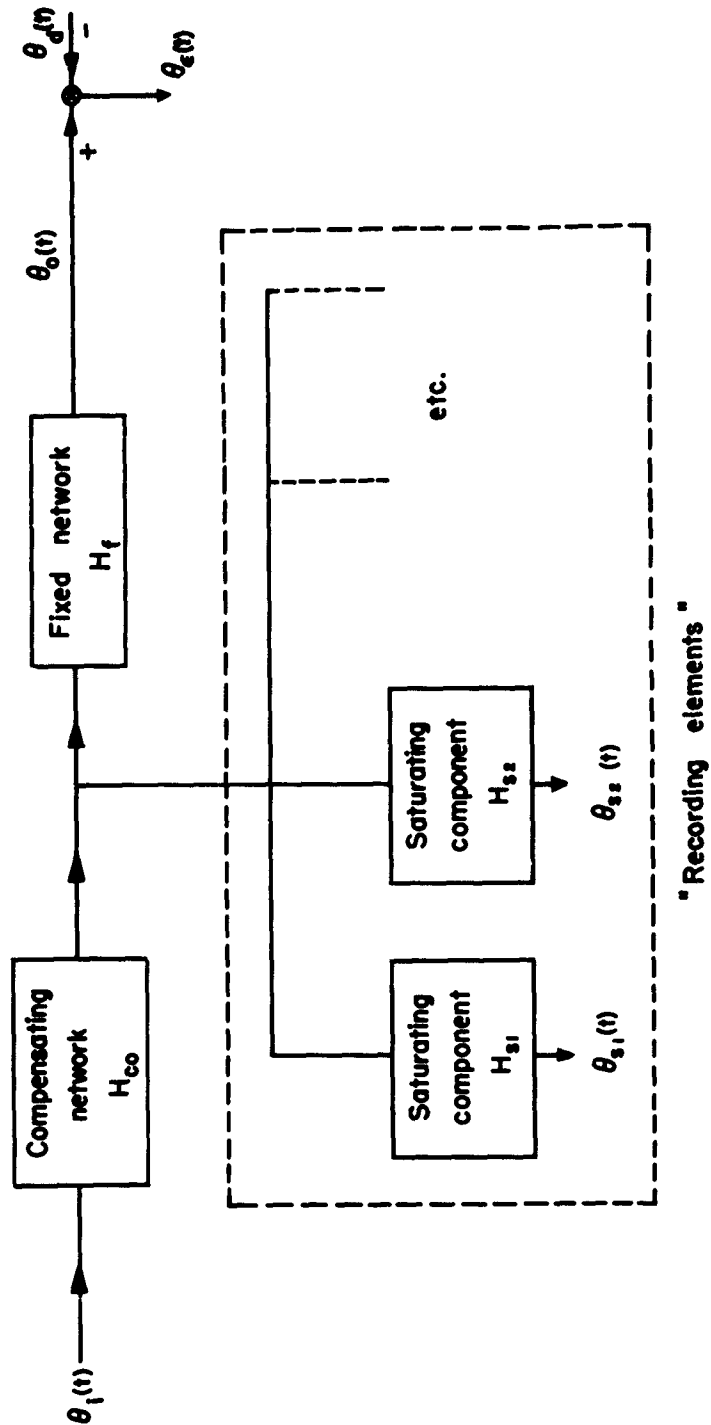 θi(t)
Compensating
network
Hco
Fixed network
Hf
θo(t)
+
θd(t)
-
θε(t)
Saturating
component
Hs1
θs1(t)
Saturating
component
Hs2
θs2(t)
etc.
"Recording elements"